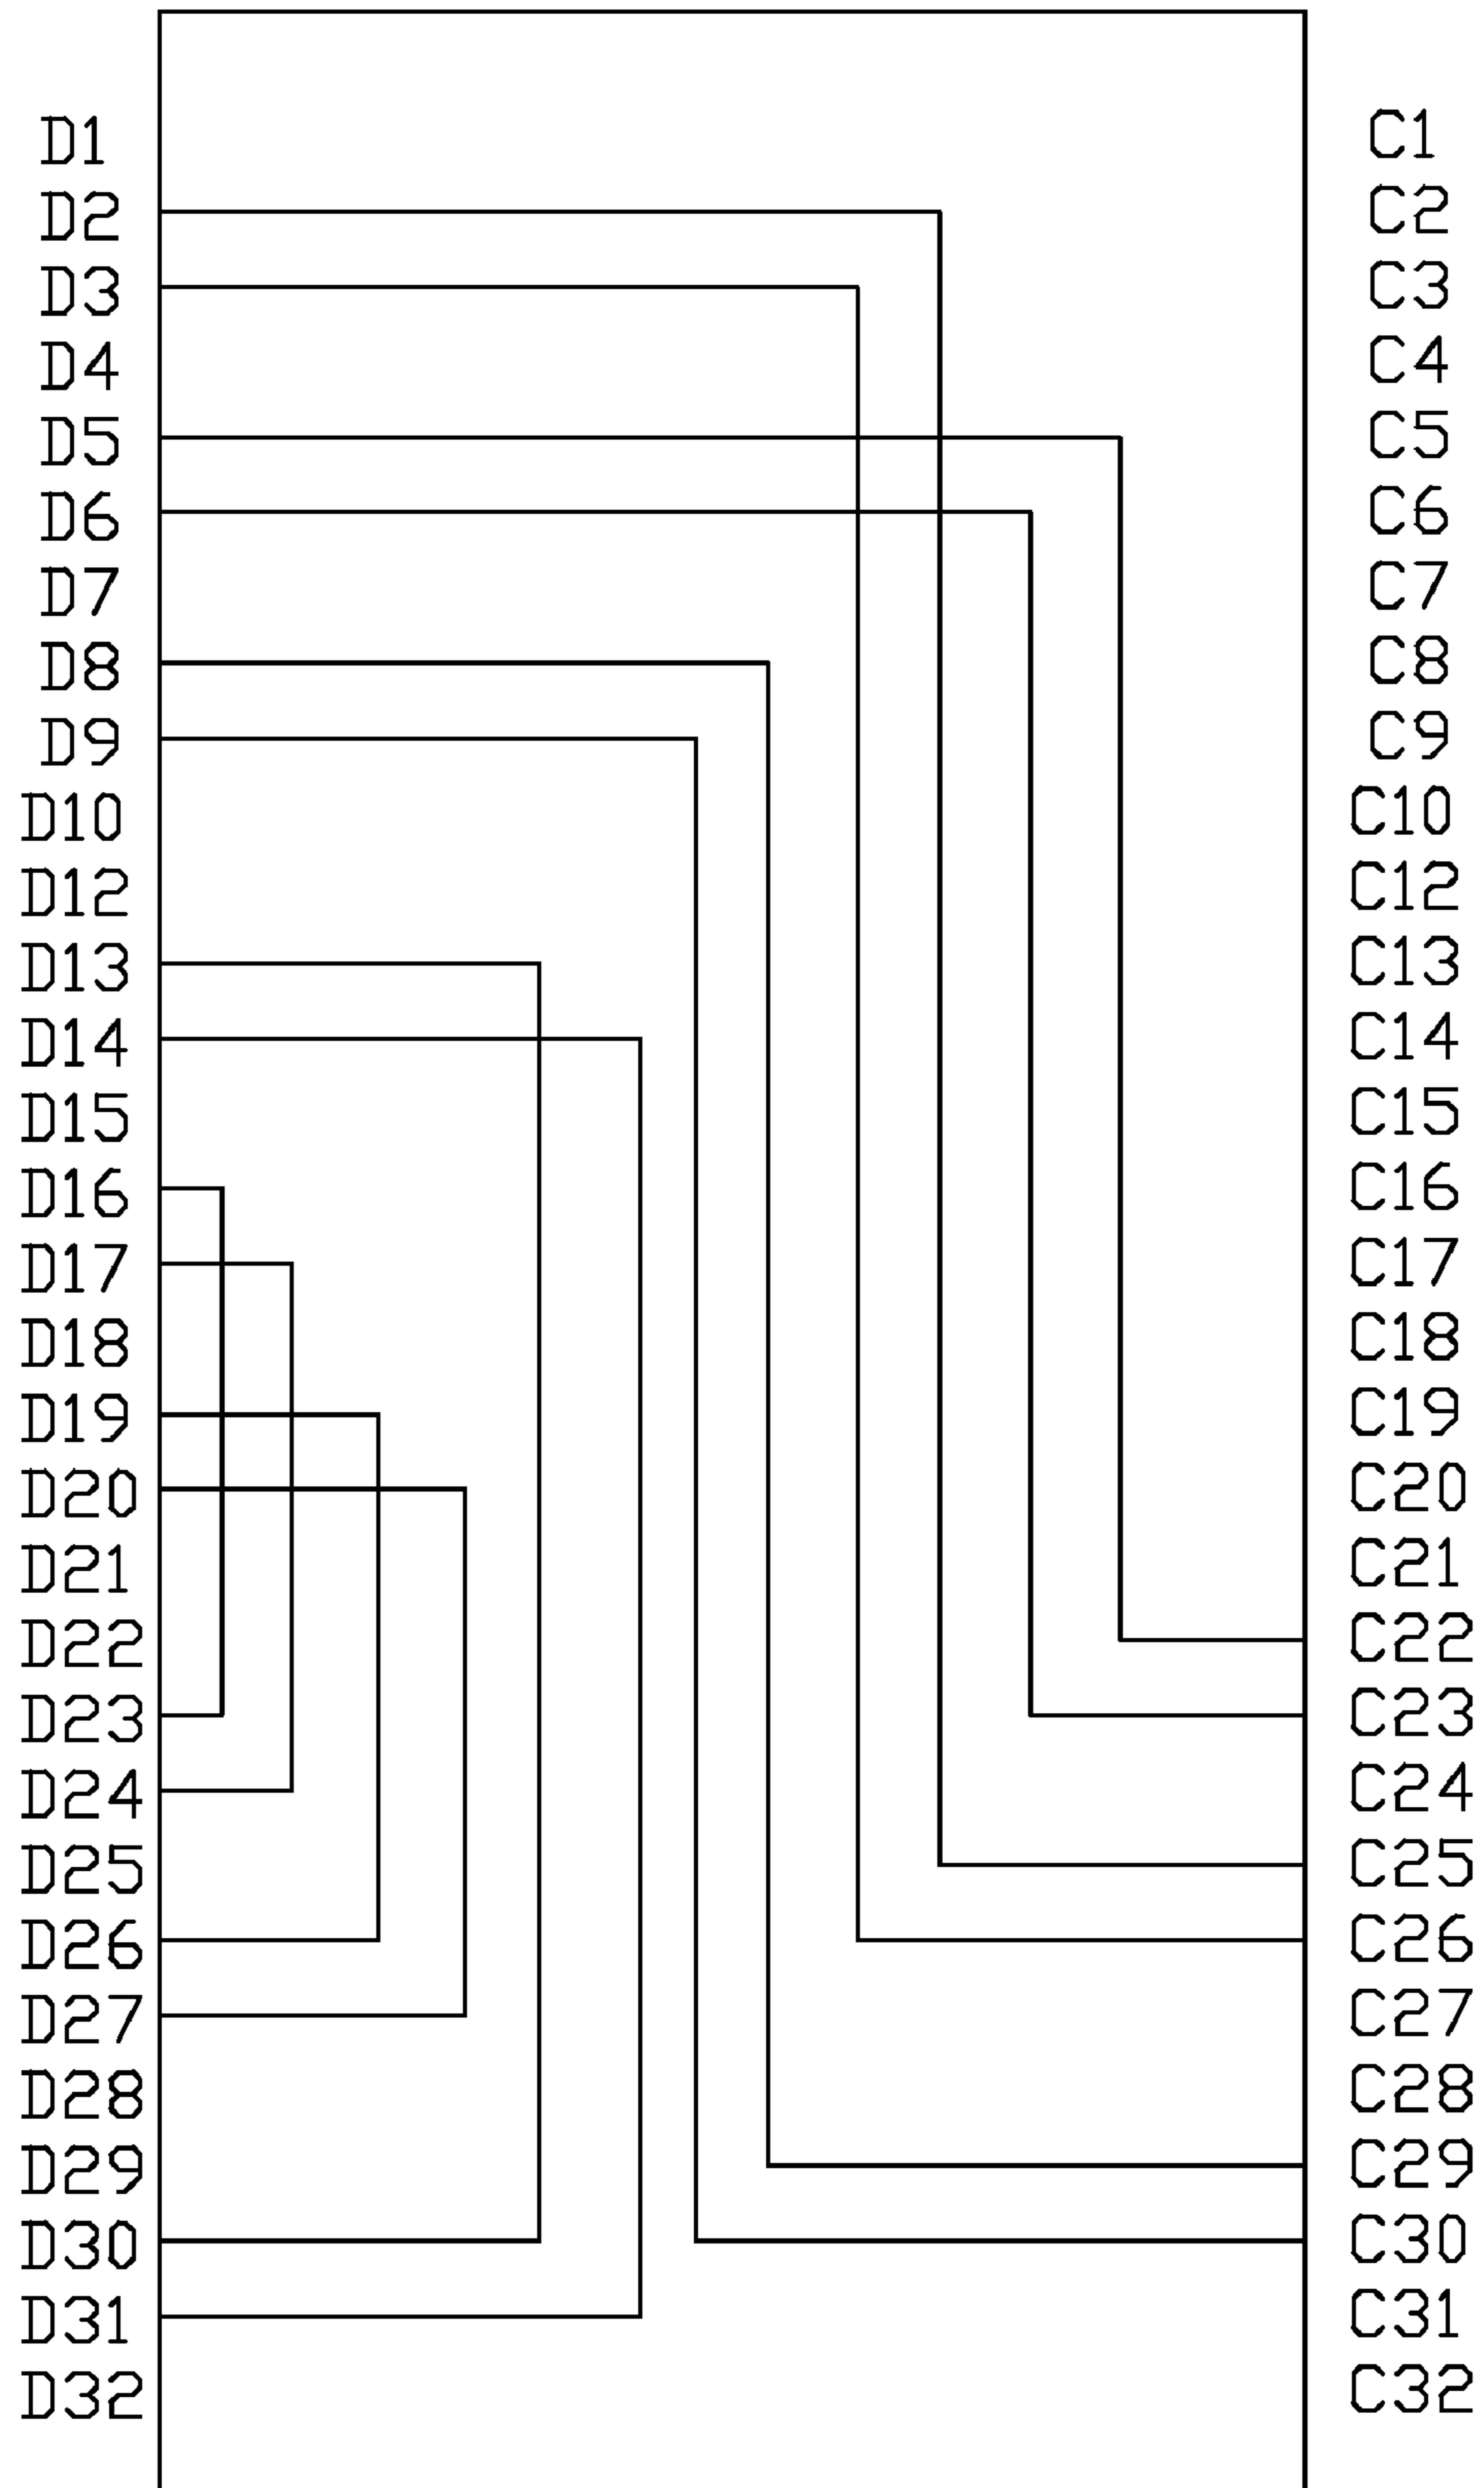 D1 C1
D2 C2
D3 C3
D4 C4
D5 C5
D6 C6
D7 C7
D8 C8
D9 C9
D10 C10
D12 C12
D13 C13
D14 C14
D15 C15
D16 C16
D17 C17
D18 C18
D19 C19
D20 C20
D21 C21
D22 C22
D23 C23
D24 C24
D25 C25
D26 C26
D27 C27
D28 C28
D29 C29
D30 C30
D31 C31
D32 C32